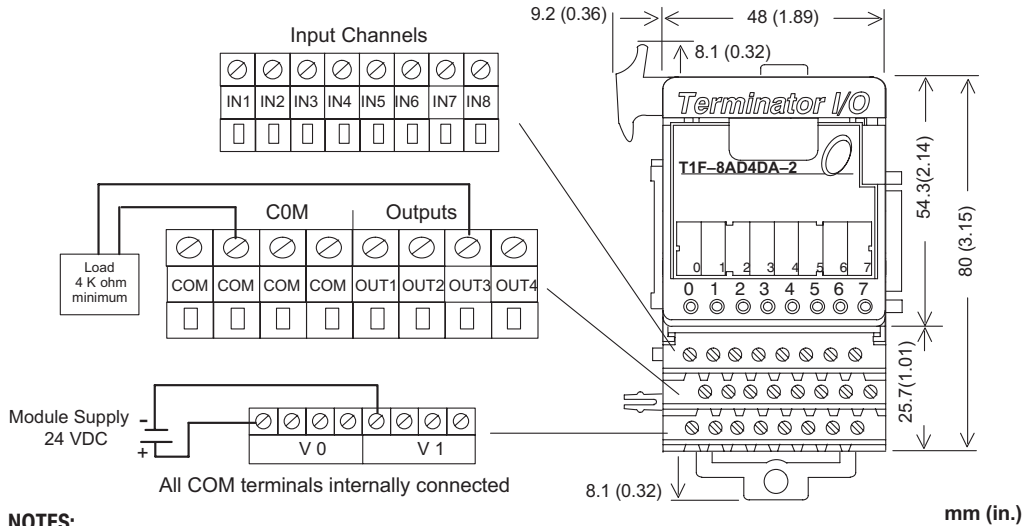 9.2 (0.36)
48 (1.89)
8.1 (0.32)
Input Channels
IN1 IN2 IN3 IN4 IN5 IN6 IN7 IN8
Terminator I/O
T1F–8AD4DA–2
54.3(2.14)
80 (3.15)
C0M Outputs
Load
4 K ohm
minimum
COM COM COM COM OUT1 OUT2 OUT3 OUT4
0 1 2 3 4 5 6 7
0 1 2 3 4 5 6 7
25.7(1.01)
Module Supply
24 VDC
-
+
V 0 V 1
All COM terminals internally connected
8.1 (0.32)
mm (in.)
NOTES: